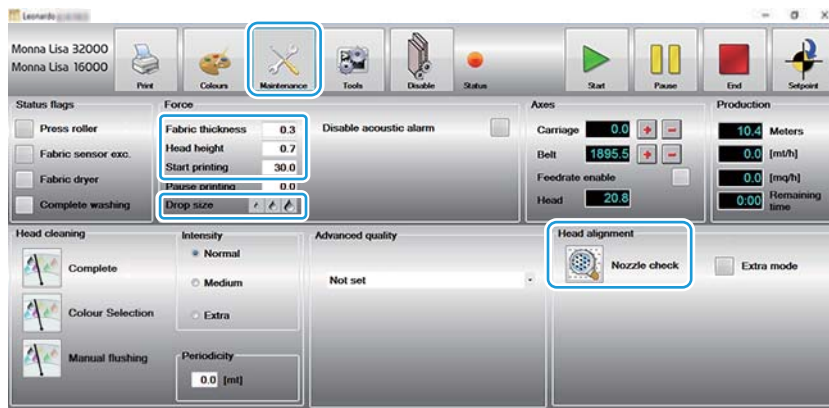 Leonardo
Monna Lisa 32000
Monna Lisa 16000
Print
Colours
Maintenance
Tools
Disable
Status
Start
Pause
End
Setpoint
Status flags
Press roller
Fabric sensor exc.
Fabric dryer
Complete washing
Force
Fabric thickness 0.3
Head height 0.7
Start printing 30.0
Pause printing 0.0
Drop size
Disable acoustic alarm
Axes
Carriage 0.0 + -
Belt 1895.5 + -
Feedrate enable
Head 20.8
Production
10.4 Meters
0.0 [mt/h]
0.0 [mq/h]
0:00 Remaining
time
Head cleaning
Complete
Colour Selection
Manual flushing
Intensity
Normal
Medium
Extra
Periodicity
0.0 [mt]
Advanced quality
Not set
Head alignment
Nozzle check
Extra mode